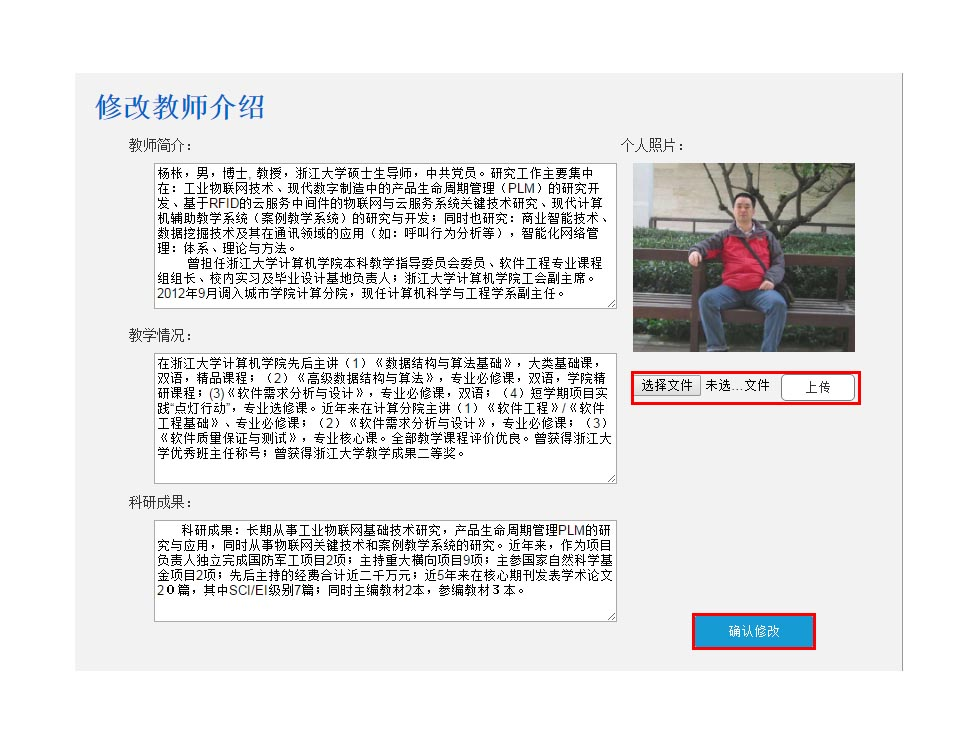 修改教师介绍
教师简介：
个人照片：
杨枨，男，博士, 教授，浙江大学硕士生导师，中共党员。研究工作主要集中
在：工业物联网技术、现代数字制造中的产品生命周期管理（PLM）的研究开
发、基于RFID的云服务中间件的物联网与云服务系统关键技术研究、现代计算
机辅助教学系统（案例教学系统）的研究与开发；同时也研究：商业智能技术、
数据挖掘技术及其在通讯领域的应用（如：呼叫行为分析等），智能化网络管
理：体系、理论与方法。
曾担任浙江大学计算机学院本科教学指导委员会委员、软件工程专业课程
组组长、校内实习及毕业设计基地负责人；浙江大学计算机学院工会副主席。
2012年9月调入城市学院计算分院，现任计算机科学与工程学系副主任。
教学情况：
在浙江大学计算机学院先后主讲（1）《数据结构与算法基础》，大类基础课，
双语，精品课程；（2）《高级数据结构与算法》，专业必修课，双语，学院精
研课程；(3)《软件需求分析与设计》，专业必修课，双语；（4）短学期项目实
践“点灯行动”，专业选修课。近年来在计算分院主讲（1）《软件工程》/《软件
工程基础》、专业必修课；（2）《软件需求分析与设计》，专业必修课；（3）
《软件质量保证与测试》，专业核心课。全部教学课程评价优良。曾获得浙江大
学优秀班主任称号；曾获得浙江大学教学成果二等奖。
选择文件 未选...文件 上传
科研成果：
科研成果：长期从事工业物联网基础技术研究，产品生命周期管理PLM的研
究与应用，同时从事物联网关键技术和案例教学系统的研究。近年来，作为项目
负责人独立完成国防军工项目2项；主持重大横向项目9项；主参国家自然科学基
金项目2项；先后主持的经费合计近二千万元；近5年来在核心期刊发表学术论文
20篇，其中SCI/EI级别7篇；同时主编教材2本，参编教材3本。
确认修改